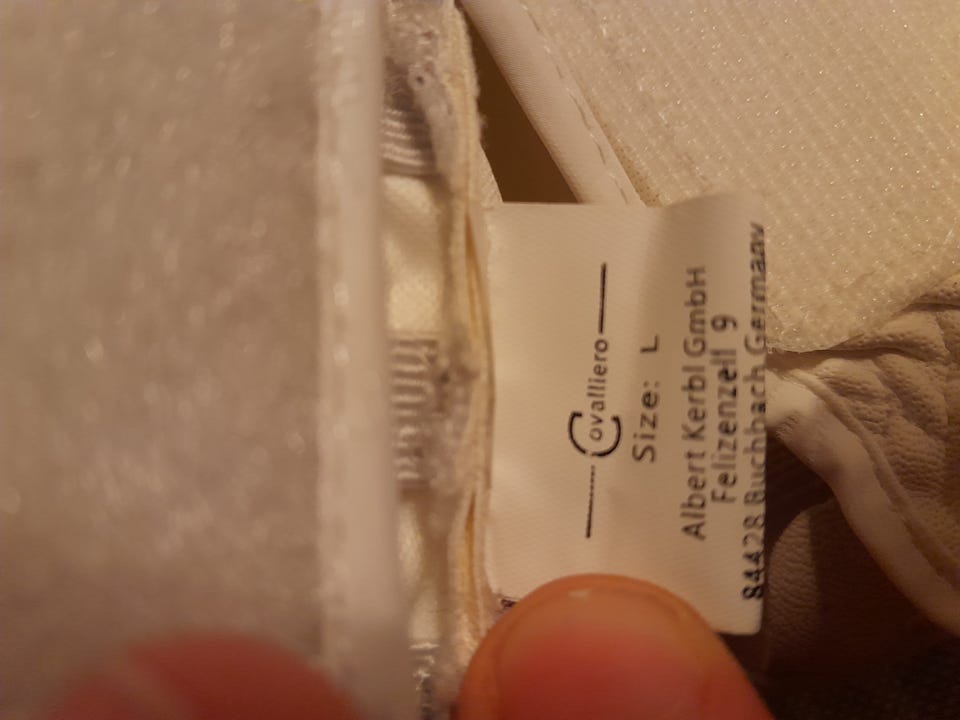 Covalliero
Size: L
Albert Kerbl GmbH
Felizenzell 9
84428 Buchbach Germany